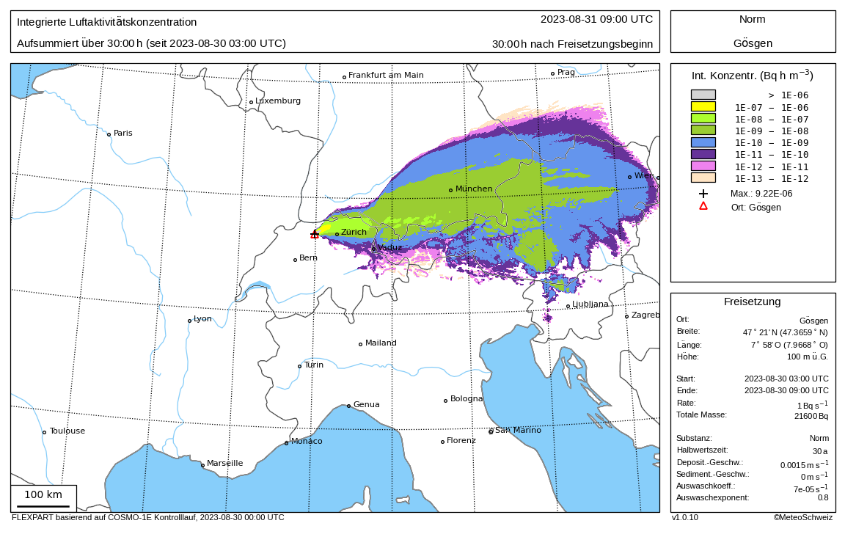 Integrierte Luftaktivitätskonzentration
2023-08-31 09:00 UTC
Aufsummiert über 30:00 h (seit 2023-08-30 03:00 UTC)
30:00 h nach Freisetzungsbeginn
Norm
Gösgen
Frankfurt am Main
Prag
Luxemburg
Paris
Wien
München
Zürich
Vaduz
Bern
Ljubljana
Zagreb
Lyon
Mailand
Turin
Genua
Bologna
San Marino
Toulouse
Monaco
Florenz
Marseille
100 km
Int. Konzentr. (Bq h m⁻³)
> 1E-06
1E-07 – 1E-06
1E-08 – 1E-07
1E-09 – 1E-08
1E-10 – 1E-09
1E-11 – 1E-10
1E-12 – 1E-11
1E-13 – 1E-12
Max.: 9.22E-06
Ort: Gösgen
Freisetzung
Ort: Gösgen
Breite: 47° 21' N (47.3659° N)
Länge: 7° 58' O (7.9668° O)
Höhe: 100 m ü.G.
Start: 2023-08-30 03:00 UTC
Ende: 2023-08-30 09:00 UTC
Rate: 1 Bq s⁻¹
Totale Masse: 21600 Bq
Substanz: Norm
Halbwertszeit: 30 a
Deposit.-Geschw.: 0.0015 m s⁻¹
Sediment.-Geschw.: 0 m s⁻¹
Auswaschkoeff.: 7e-05 s⁻¹
Auswaschexponent: 0.8
FLEXPART basierend auf COSMO-1E Kontrolllauf, 2023-08-30 00:00 UTC
v1.0.10
©MeteoSchweiz